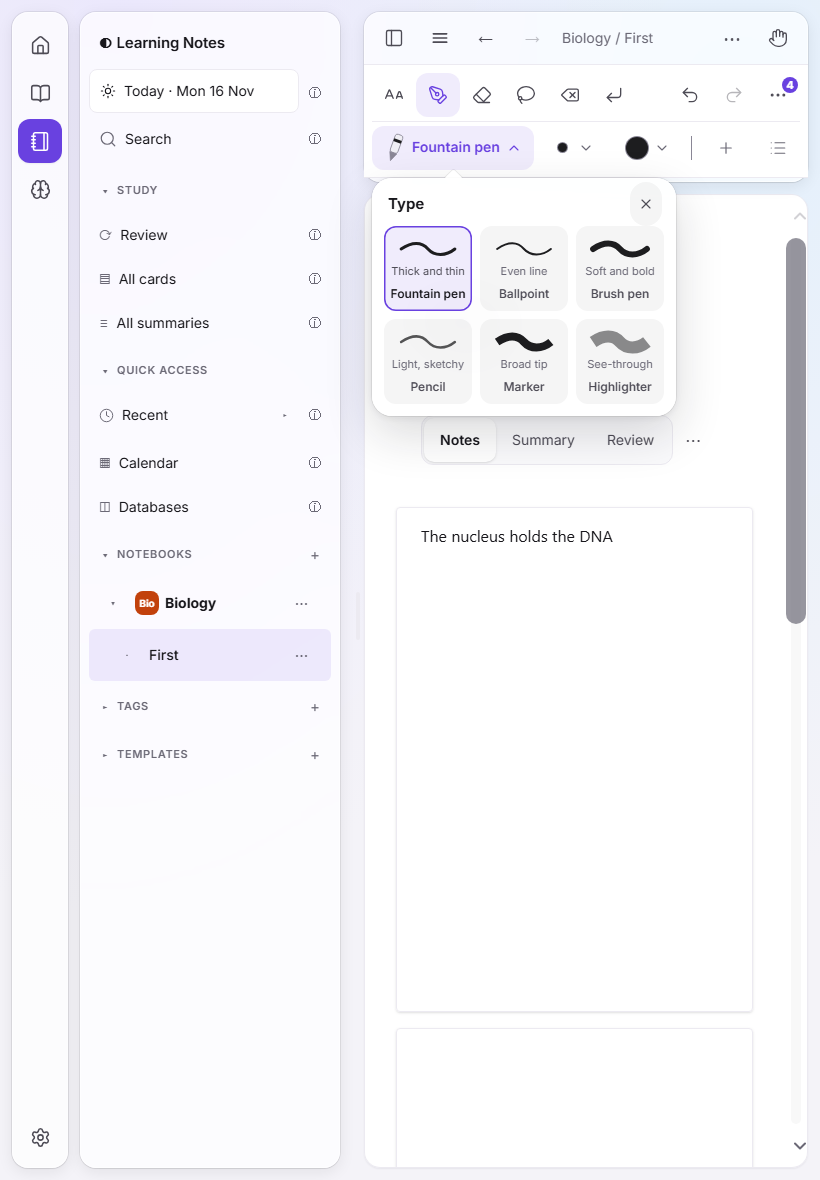 Learning Notes
Today · Mon 16 Nov
Search
STUDY
Review
All cards
All summaries
QUICK ACCESS
Recent
Calendar
Databases
NOTEBOOKS
Bio Biology
First
TAGS
TEMPLATES
Biology / First
AA
4
Fountain pen
Type
Thick and thin
Fountain pen
Even line
Ballpoint
Soft and bold
Brush pen
Light, sketchy
Pencil
Broad tip
Marker
See-through
Highlighter
Notes Summary Review
The nucleus holds the DNA